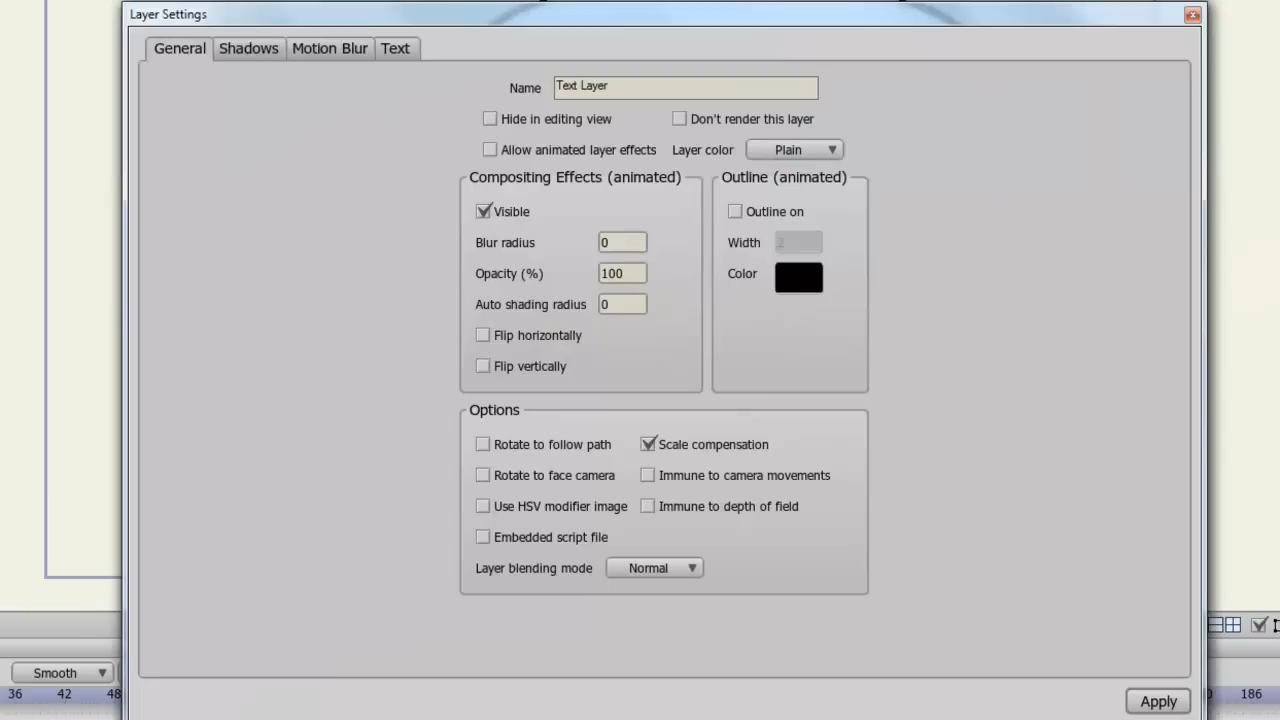 Layer Settings
General Shadows Motion Blur Text
Name Text Layer
Hide in editing view Don't render this layer
Allow animated layer effects Layer color Plain
Compositing Effects (animated) Outline (animated)
Visible Outline on
Blur radius 0 Width 2
Opacity (%) 100 Color
Auto shading radius 0
Flip horizontally
Flip vertically
Options
Rotate to follow path Scale compensation
Rotate to face camera Immune to camera movements
Use HSV modifier image Immune to depth of field
Embedded script file
Layer blending mode Normal
Smooth
36 42 48 186
Apply